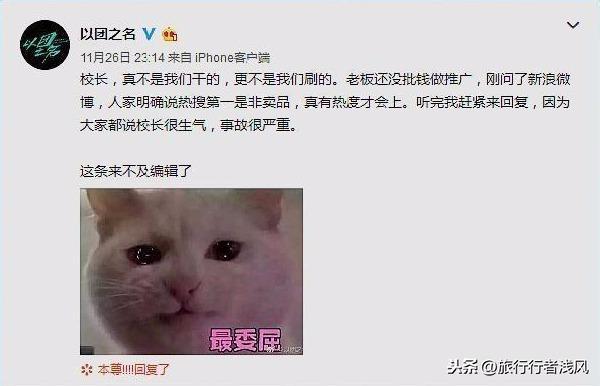 以团之名
以团之名
11月26日 23:14 来自 iPhone客户端
校长，真不是我们干的，更不是我们刷的。老板还没批钱做推广，刚问了新浪微
博，人家明确说热搜第一是非卖品，真有热度才会上。听完我赶紧来回复，因为
大家都说校长很生气，事故很严重。
这条来不及编辑了
最委屈
本尊!!!!回复了
头条@旅行行者浅风